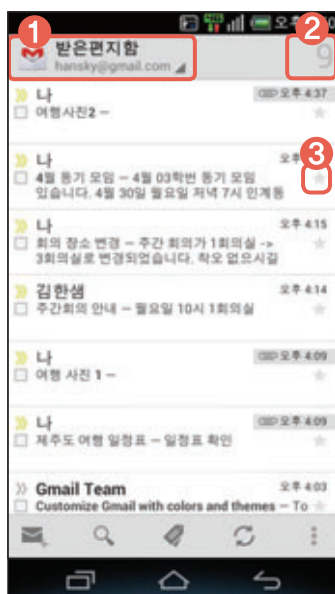 1
2
받은편지함
hansky@gmail.com
9
나
오후 4:37
여행사진2 –
나
3
4월 동기 모임 – 4월 03학번 동기 모임
있습니다. 4월 30일 월요일 저녁 7시 인계동
나
오후 4:15
회의 장소 변경 – 주간 회의가 1회의실 ->
3회의실로 변경되었습니다. 착오 없으시길
김한샘
오후 4:14
주간회의 안내 – 월요일 10시 1회의실
나
오후 4:09
여행 사진 1 –
나
오후 4:09
제주도 여행 일정표 – 일정표 확인
Gmail Team
오후 4:03
Customize Gmail with colors and themes – To